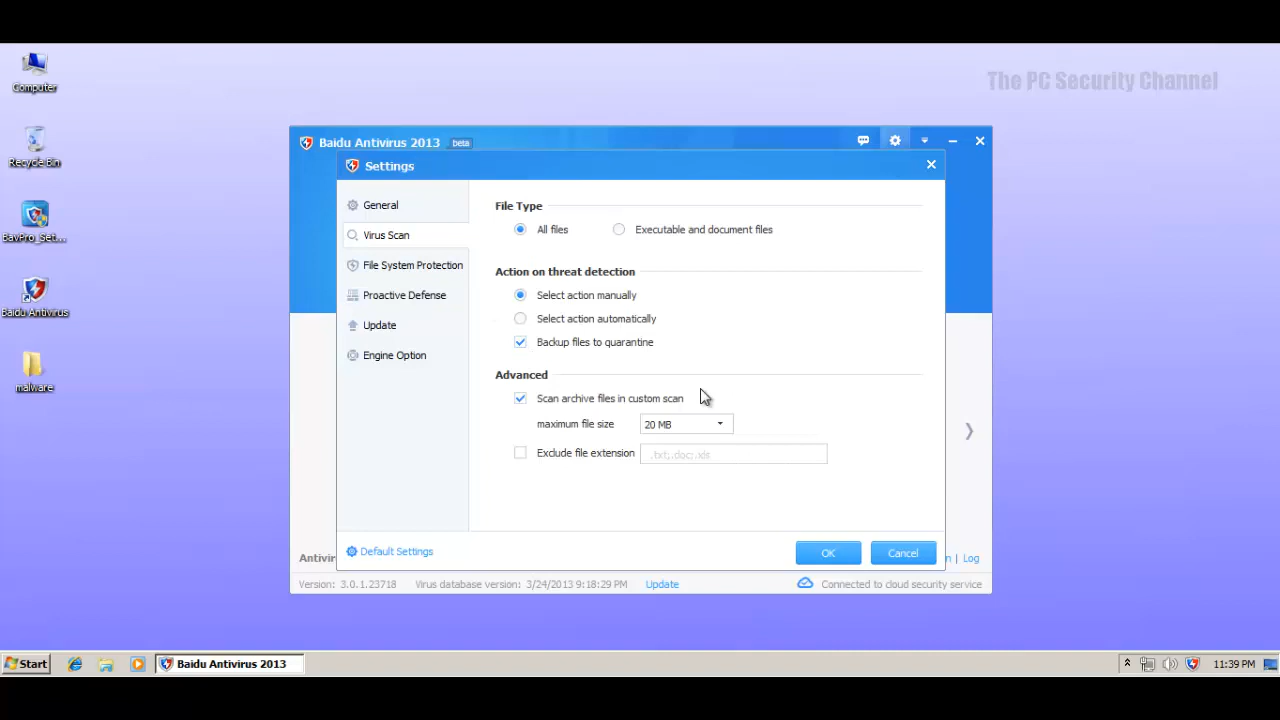 The PC Security Channel
Computer
Recycle Bin
BavPro_Set...
Baidu Antivirus
malware
Baidu Antivirus 2013 beta
Settings
General
Virus Scan
File System Protection
Proactive Defense
Update
Engine Option
File Type
All files
Executable and document files
Action on threat detection
Select action manually
Select action automatically
Backup files to quarantine
Advanced
Scan archive files in custom scan
maximum file size 20 MB
Exclude file extension .txt;.doc;.xls
Default Settings
OK
Cancel
Antivir
n | Log
Version: 3.0.1.23718 Virus database version: 3/24/2013 9:18:29 PM Update Connected to cloud security service
Start Baidu Antivirus 2013 11:39 PM